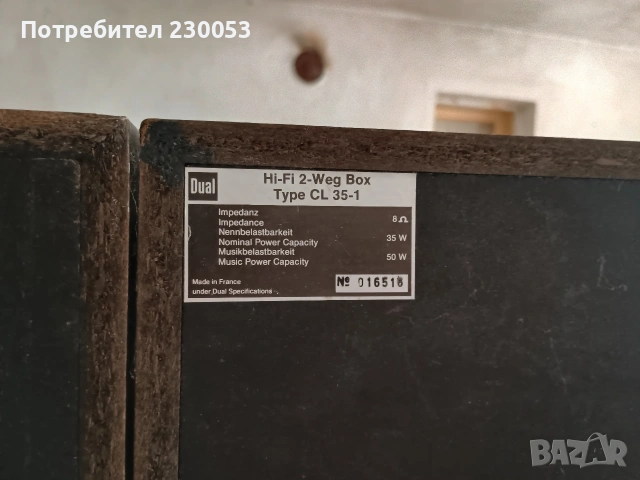 Потребител 230053
Dual
Hi-Fi 2-Weg Box
Type CL 35-1
Impedanz
Impedance 8Ω
Nennbelastbarkeit
Nominal Power Capacity 35 W
Musikbelastbarkeit
Music Power Capacity 50 W
Made in France
under Dual Specifications
№ 016518
BAZAR